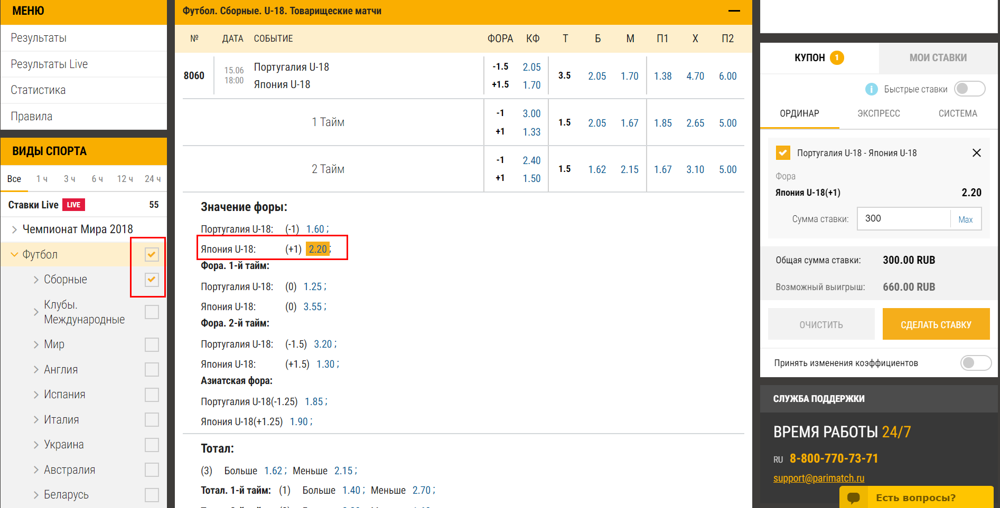 МЕНЮ
Результаты
Результаты Live
Статистика
Правила
ВИДЫ СПОРТА
Все 1 ч 3 ч 6 ч 12 ч 24 ч
Ставки Live LIVE 55
Чемпионат Мира 2018
Футбол
Сборные
Клубы.
Международные
Мир
Англия
Испания
Италия
Украина
Австралия
Беларусь
Футбол. Сборные. U-18. Товарищеские матчи
№ ДАТА СОБЫТИЕ ФОРА КФ Т Б М П1 Х П2
8060 15.06 18:00 Португалия U-18 -1.5 2.05 3.5 2.05 1.70 1.38 4.70 6.00
Япония U-18 +1.5 1.70
1 Тайм -1 3.00 1.5 2.05 1.67 1.85 2.65 5.00
+1 1.33
2 Тайм -1 2.40 1.5 1.62 2.15 1.67 3.10 5.00
+1 1.50
Значение форы:
Португалия U-18: (-1) 1.60 ;
Япония U-18: (+1) 2.20 ;
Фора. 1-й тайм:
Португалия U-18: (0) 1.25 ;
Япония U-18: (0) 3.55 ;
Фора. 2-й тайм:
Португалия U-18: (-1.5) 3.20 ;
Япония U-18: (+1.5) 1.30 ;
Азиатская фора:
Португалия U-18(-1.25) 1.85 ;
Япония U-18(+1.25) 1.90 ;
Тотал:
(3) Больше 1.62 ; Меньше 2.15 ;
Тотал. 1-й тайм: (1) Больше 1.40 ; Меньше 2.70 ;
КУПОН 1 МОИ СТАВКИ
i Быстрые ставки
ОРДИНАР ЭКСПРЕСС СИСТЕМА
Португалия U-18 - Япония U-18
Фора
Япония U-18(+1) 2.20
Сумма ставки: 300 Max
Общая сумма ставки: 300.00 RUB
Возможный выигрыш: 660.00 RUB
ОЧИСТИТЬ СДЕЛАТЬ СТАВКУ
Принять изменения коэффициентов
СЛУЖБА ПОДДЕРЖКИ
ВРЕМЯ РАБОТЫ 24/7
RU 8-800-770-73-71
support@parimatch.ru
Есть вопросы?